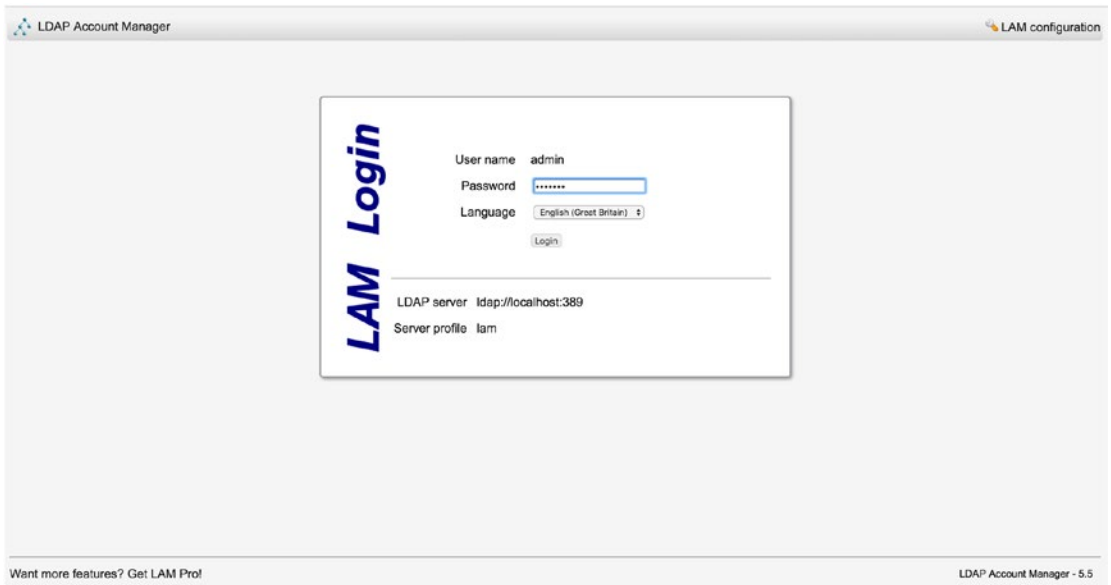 LDAP Account Manager
LAM configuration
LAM Login
User name admin
Password •••••••
Language English (Great Britain)
Login
LDAP server ldap://localhost:389
Server profile lam
Want more features? Get LAM Pro!
LDAP Account Manager - 5.5